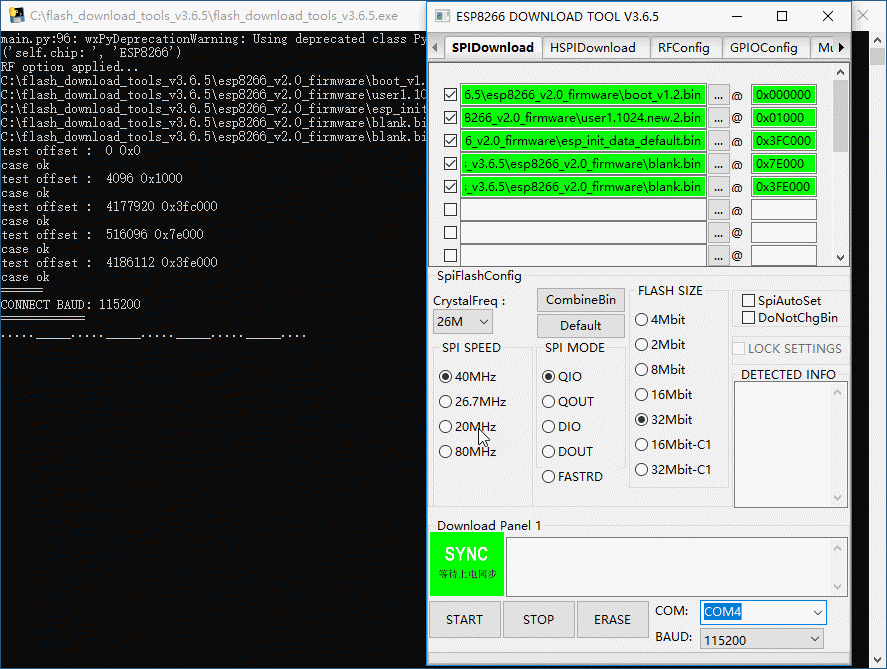 C:\flash_download_tools_v3.6.5\flash_download_tools_v3.6.5.exe
main.py:96: wxPyDeprecationWarning: Using deprecated class Py
('self.chip: ', 'ESP8266')
RF option applied...
C:\flash_download_tools_v3.6.5\esp8266_v2.0_firmware\boot_v1.
C:\flash_download_tools_v3.6.5\esp8266_v2.0_firmware\user1.10
C:\flash_download_tools_v3.6.5\esp8266_v2.0_firmware\esp_init
C:\flash_download_tools_v3.6.5\esp8266_v2.0_firmware\blank.bi
C:\flash_download_tools_v3.6.5\esp8266_v2.0_firmware\blank.bi
test offset :  0 0x0
case ok
test offset :  4096 0x1000
case ok
test offset :  4177920 0x3fc000
case ok
test offset :  516096 0x7e000
case ok
test offset :  4186112 0x3fe000
case ok
======
CONNECT BAUD: 115200
============
....._____....._____....._____....._____....
ESP8266 DOWNLOAD TOOL V3.6.5
SPIDownload HSPIDownload RFConfig GPIOConfig Mu
6.5\esp8266_v2.0_firmware\boot_v1.2.bin ... @ 0x000000
8266_v2.0_firmware\user1.1024.new.2.bin ... @ 0x01000
6_v2.0_firmware\esp_init_data_default.bin ... @ 0x3FC000
_v3.6.5\esp8266_v2.0_firmware\blank.bin ... @ 0x7E000
_v3.6.5\esp8266_v2.0_firmware\blank.bin ... @ 0x3FE000
... @
... @
... @
SpiFlashConfig
CrystalFreq :
26M
CombineBin
Default
SPI SPEED
40MHz
26.7MHz
20MHz
80MHz
SPI MODE
QIO
QOUT
DIO
DOUT
FASTRD
FLASH SIZE
4Mbit
2Mbit
8Mbit
16Mbit
32Mbit
16Mbit-C1
32Mbit-C1
SpiAutoSet
DoNotChgBin
LOCK SETTINGS
DETECTED INFO
Download Panel 1
SYNC
等待上电同步
START STOP ERASE
COM: COM4
BAUD: 115200